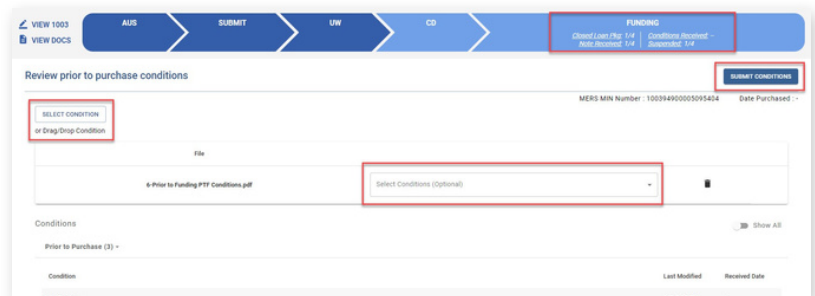 VIEW 1003
VIEW DOCS
AUS
SUBMIT
UW
CD
FUNDING
Closed Loan Pkg: 1/4 Conditions Received: -
Note Received: 1/4 Suspended: 1/4
Review prior to purchase conditions
SUBMIT CONDITIONS
MERS MIN Number : 100394900005095404 Date Purchased : -
SELECT CONDITION
or Drag/Drop Condition
File
6-Prior to Funding PTF Conditions.pdf
Select Conditions (Optional)
Conditions
Show All
Prior to Purchase (3)
Condition
Last Modified
Received Date